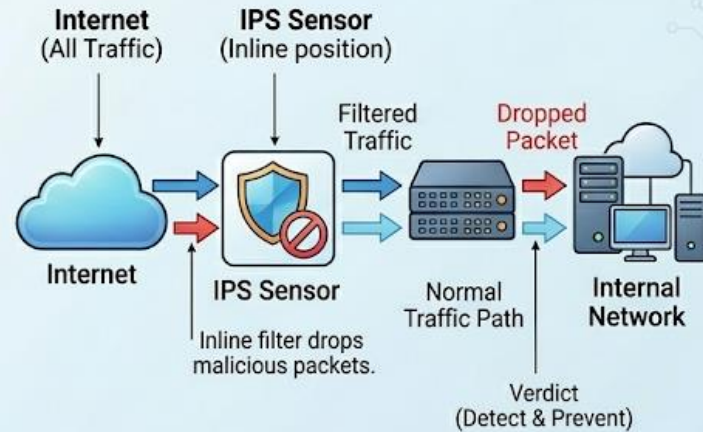 Internet
(All Traffic)
IPS Sensor
(Inline position)
Filtered
Traffic
Dropped
Packet
Internet
IPS Sensor
Normal
Traffic Path
Internal
Network
Inline filter drops
malicious packets.
Verdict
(Detect & Prevent)